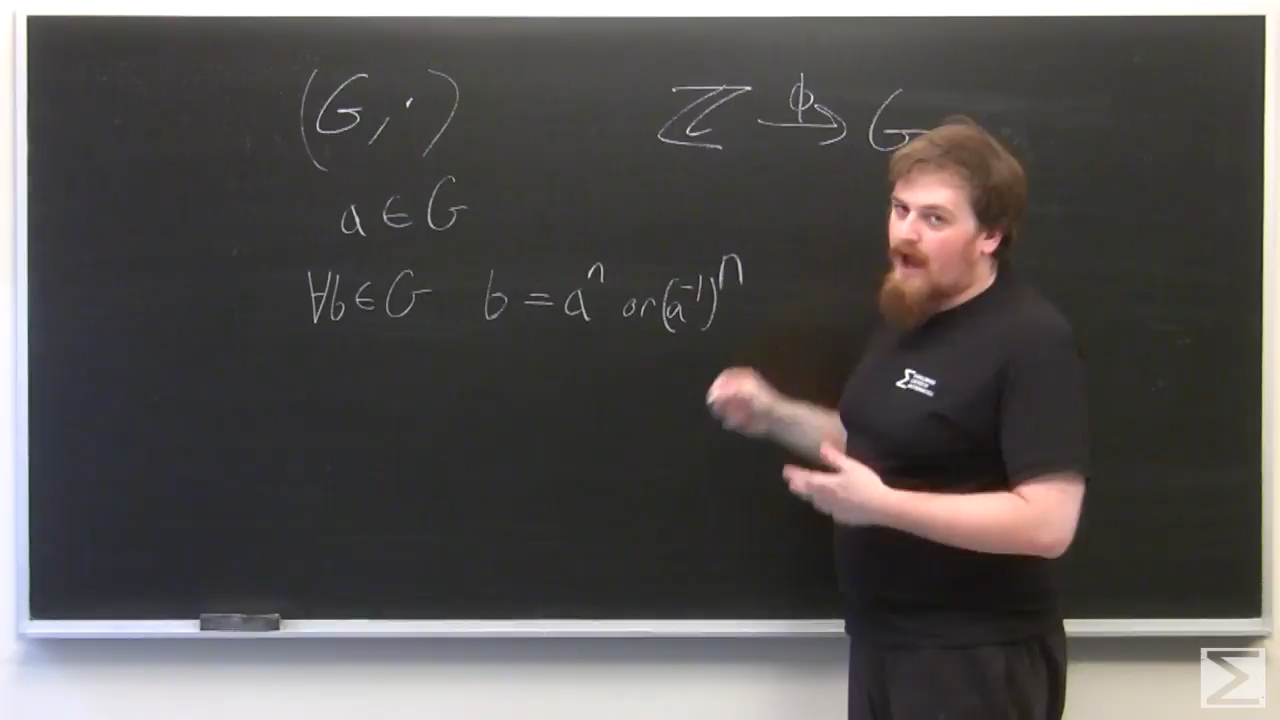 (G, ·)
ℤ →^ϕ G
a ∈ G
∀b ∈ G b = aⁿ or (a⁻¹)ⁿ
Σ
Σ